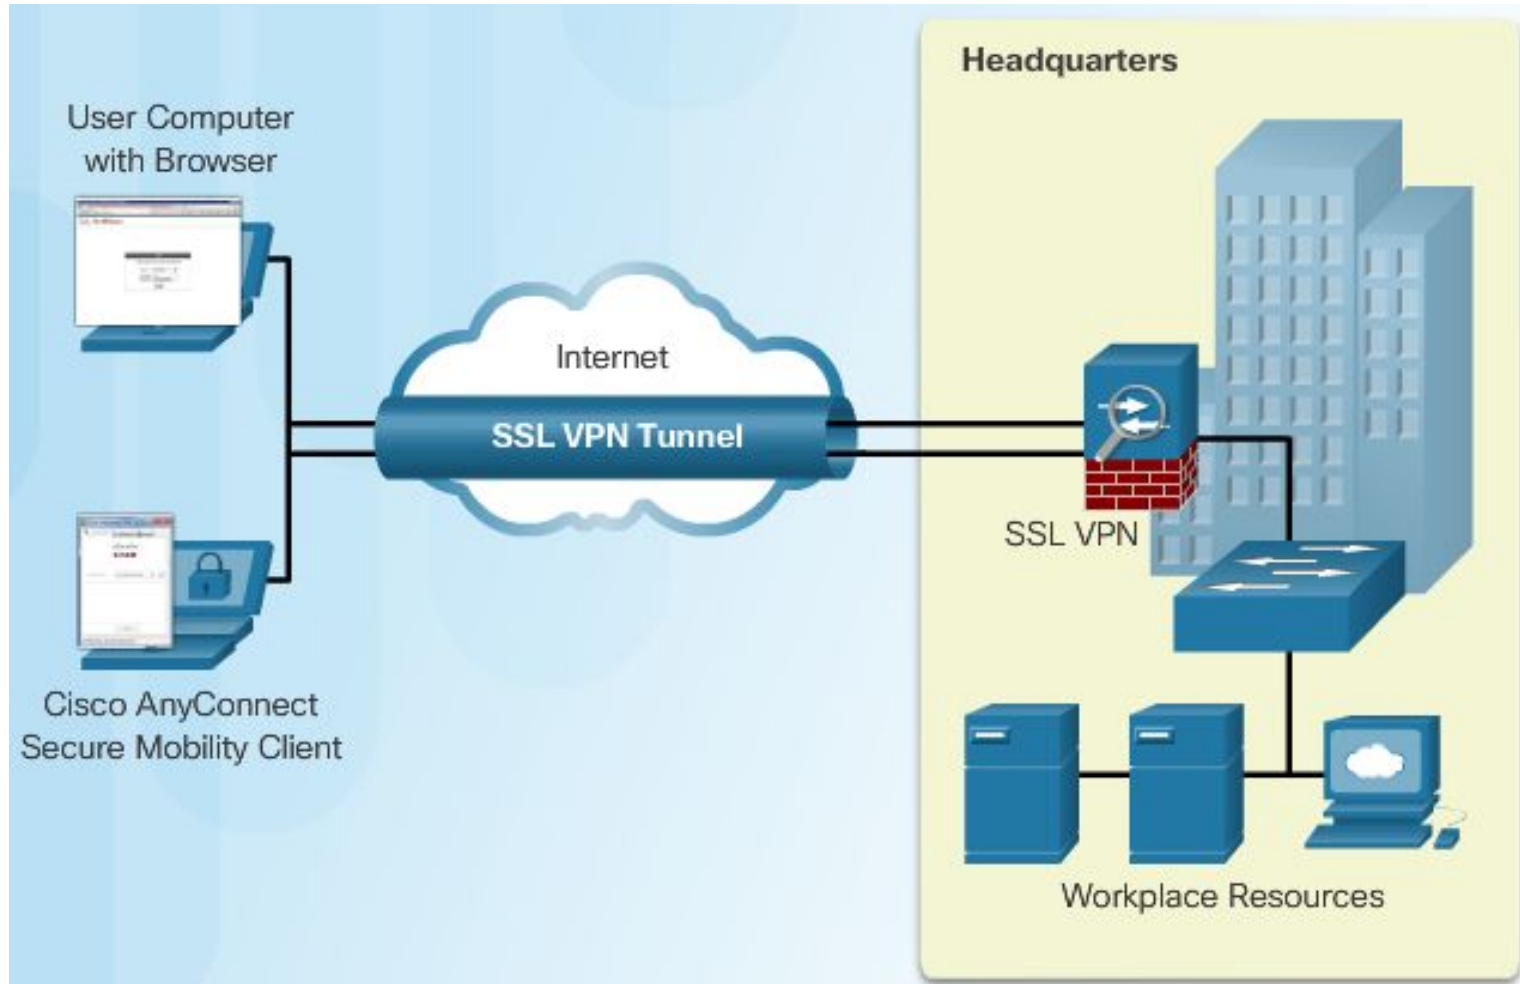 Headquarters
User Computer
with Browser
Internet
SSL VPN Tunnel
SSL VPN
Cisco AnyConnect
Secure Mobility Client
Workplace Resources